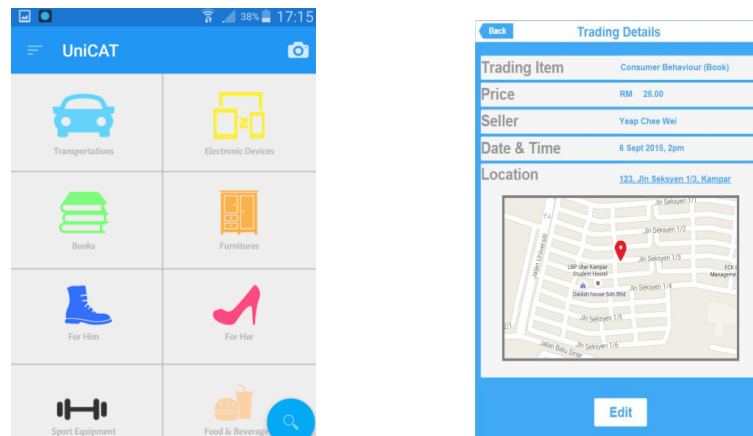 38% 17:15
UniCAT
Transportations
Electronic Devices
Books
Furnitures
For Him
For Her
Sport Equipment
Food & Beverage
Back Trading Details
Trading Item Consumer Behaviour (Book)
Price RM 25.00
Seller Yeap Chee Wei
Date & Time 6 Sept 2015, 2pm
Location 123, Jln Seksyen 1/3, Kampar
Jln Seksyen 1/1
Jln Seksyen 1/2
Jalan Universiti
Jln Seksyen 1/3
LBP Utar Kampar
Student Hostel
FCK
Manageme
Jln Seksyen 1/4
Danish house Sdn Bhd
Jln Seksyen 1/5
Jln Seksyen 1/6
Jalan Batu Sinar
Edit